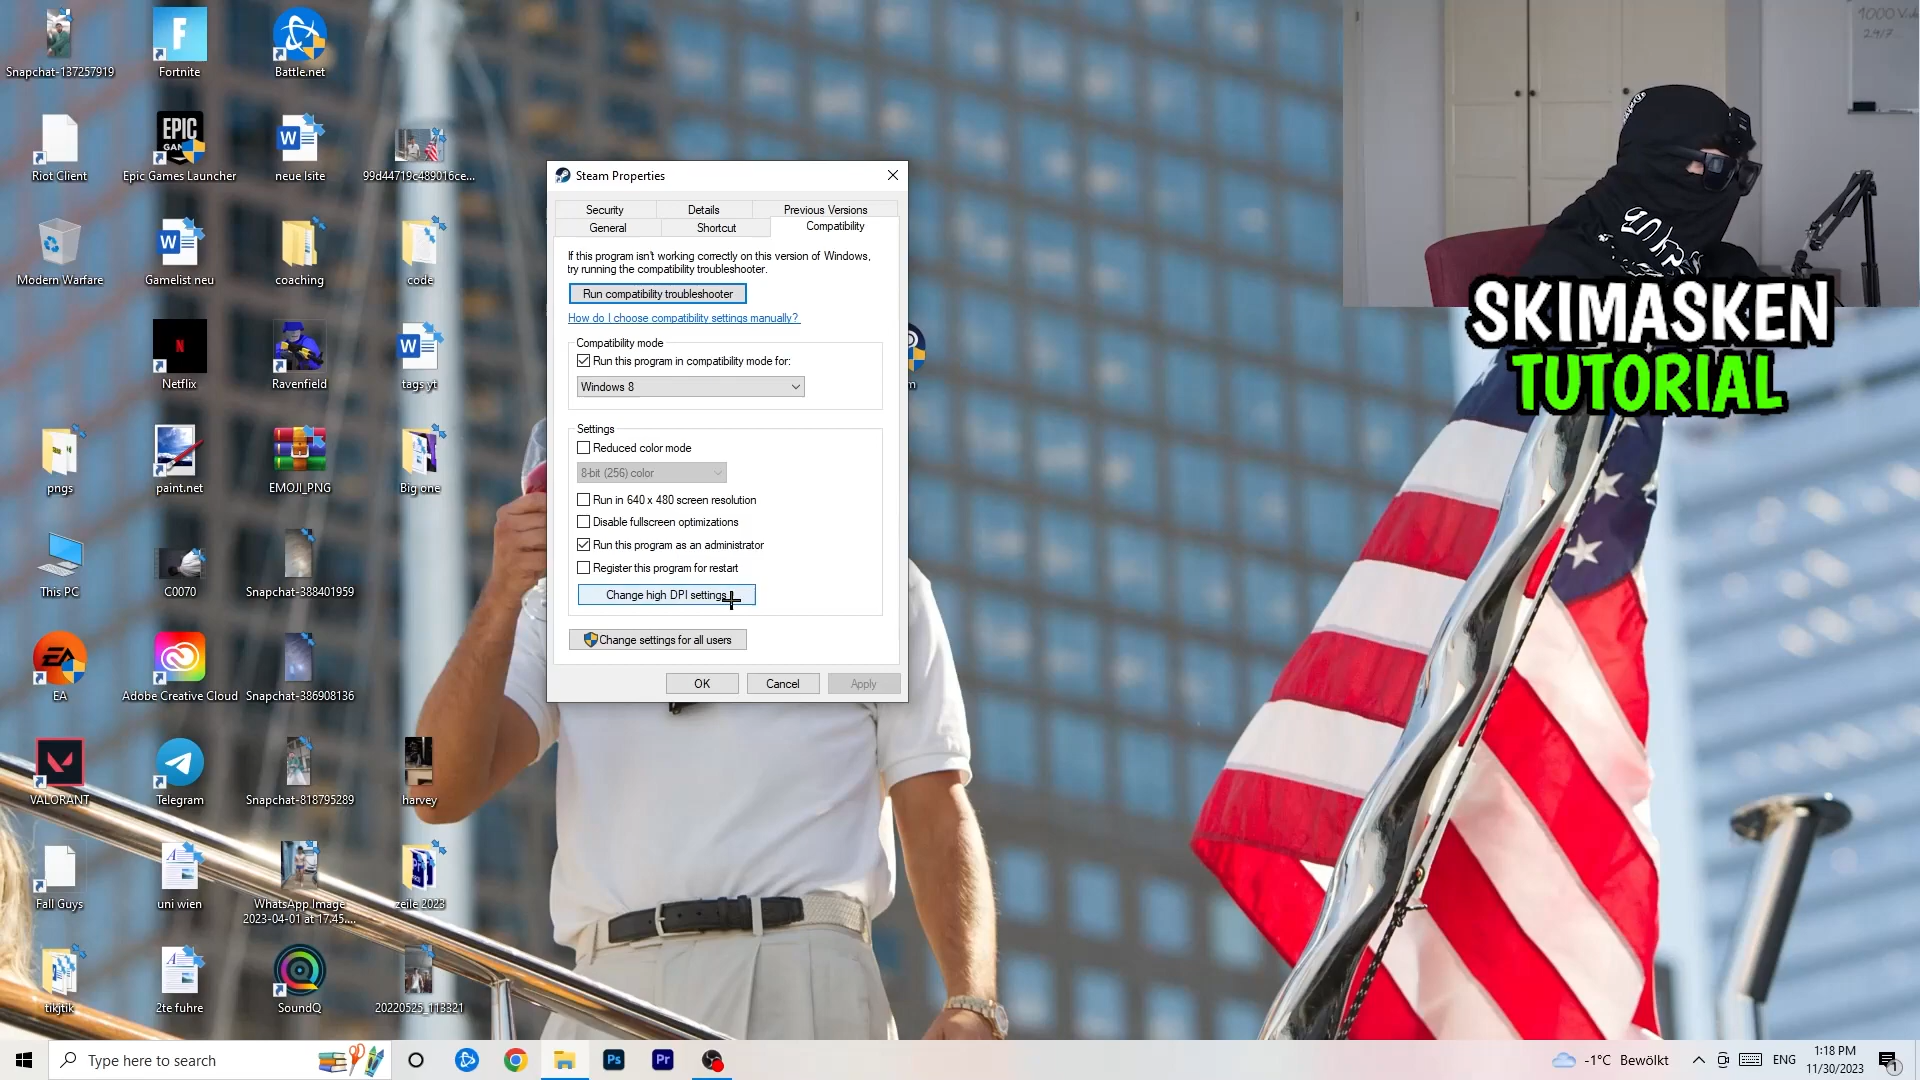 Snapchat-137257919
Fortnite
Battle.net
Riot Client
EPIC
Epic Games Launcher
neue lsite
99d44719c489016ce...
Modern Warfare
Gamelist neu
coaching
code
Netflix
Ravenfield
tags yt
pngs
paint.net
EMOJI_PNG
Big one
This PC
C0070
Snapchat-388401959
EA
Adobe Creative Cloud
Snapchat-386908136
VALORANT
Telegram
Snapchat-818795289
harvey
Fall Guys
uni wien
WhatsApp Image
2023-04-01 at 17.45....
zeile 2023
tikjtik
2te fuhre
SoundQ
20220525_113321
Steam Properties
Security
Details
Previous Versions
General
Shortcut
Compatibility
If this program isn't working correctly on this version of Windows,
try running the compatibility troubleshooter.
Run compatibility troubleshooter
How do I choose compatibility settings manually?
Compatibility mode
Run this program in compatibility mode for:
Windows 8
Settings
Reduced color mode
8-bit (256) color
Run in 640 x 480 screen resolution
Disable fullscreen optimizations
Run this program as an administrator
Register this program for restart
Change high DPI settings
Change settings for all users
OK
Cancel
Apply
SKIMASKEN
TUTORIAL
Type here to search
Ps
Pr
-1°C Bewölkt
ENG
1:18 PM
11/30/2023
1